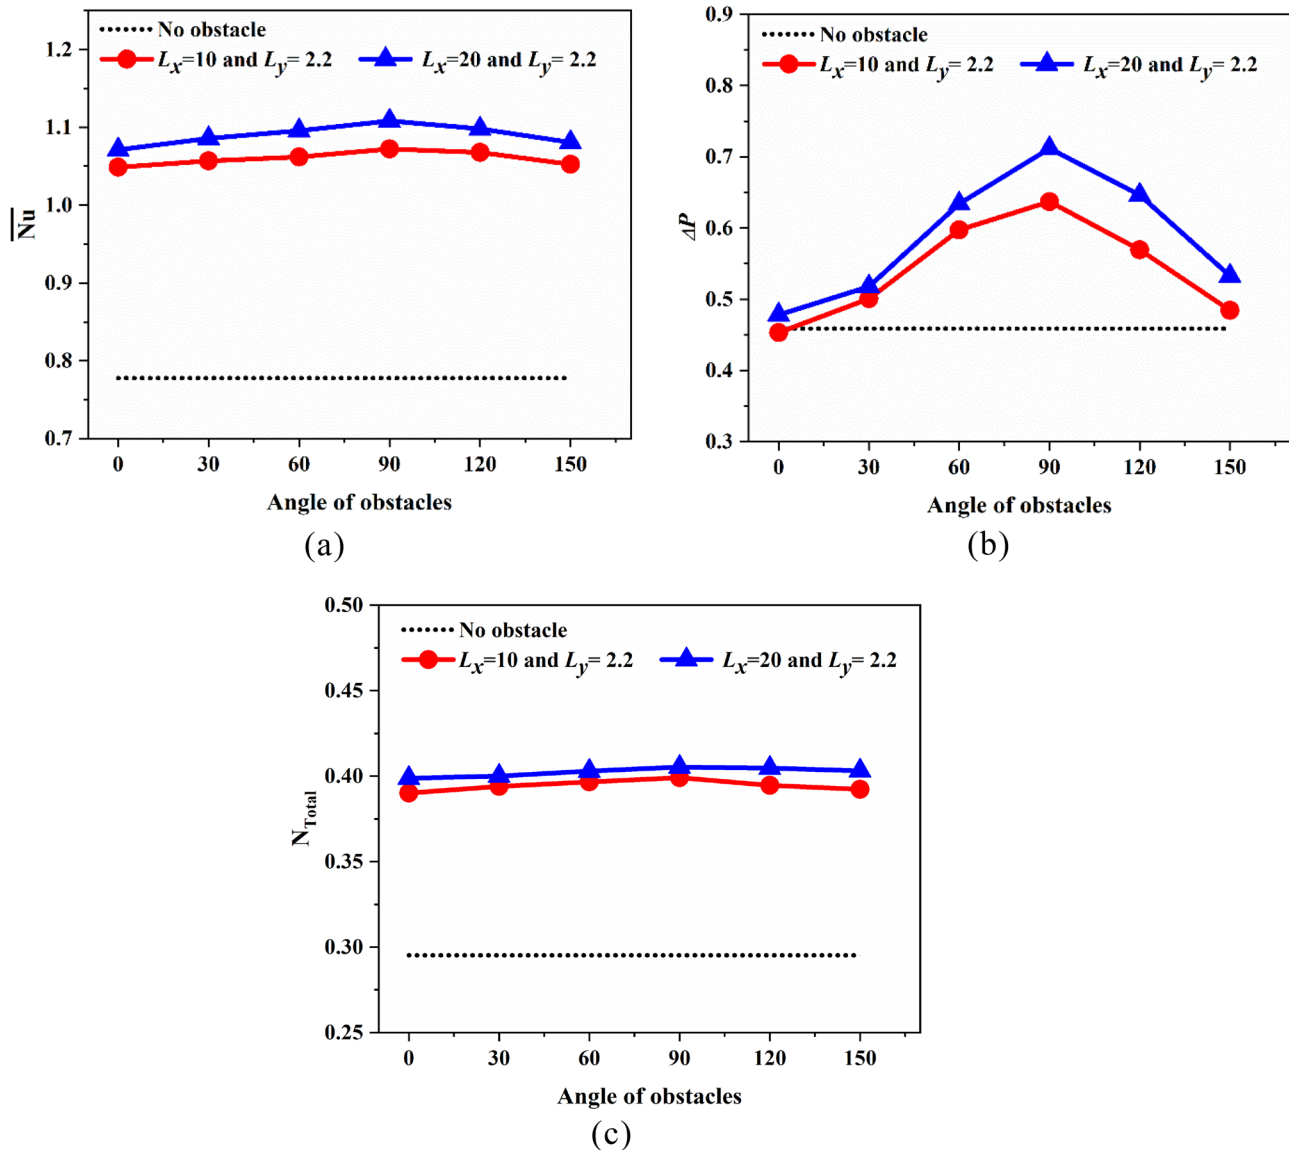 No obstacle
Lx=10 and Ly= 2.2 Lx=20 and Ly= 2.2
1.2
1.1
1.0
0.9
0.8
0.7
Nu
0 30 60 90 120 150
Angle of obstacles
(a)
0.9
No obstacle
Lx=10 and Ly= 2.2 Lx=20 and Ly= 2.2
0.8
0.7
0.6
0.5
0.4
0.3
ΔP
0 30 60 90 120 150
Angle of obstacles
(b)
0.50
No obstacle
Lx=10 and Ly= 2.2 Lx=20 and Ly= 2.2
0.45
0.40
0.35
0.30
0.25
NTotal
0 30 60 90 120 150
Angle of obstacles
(c)